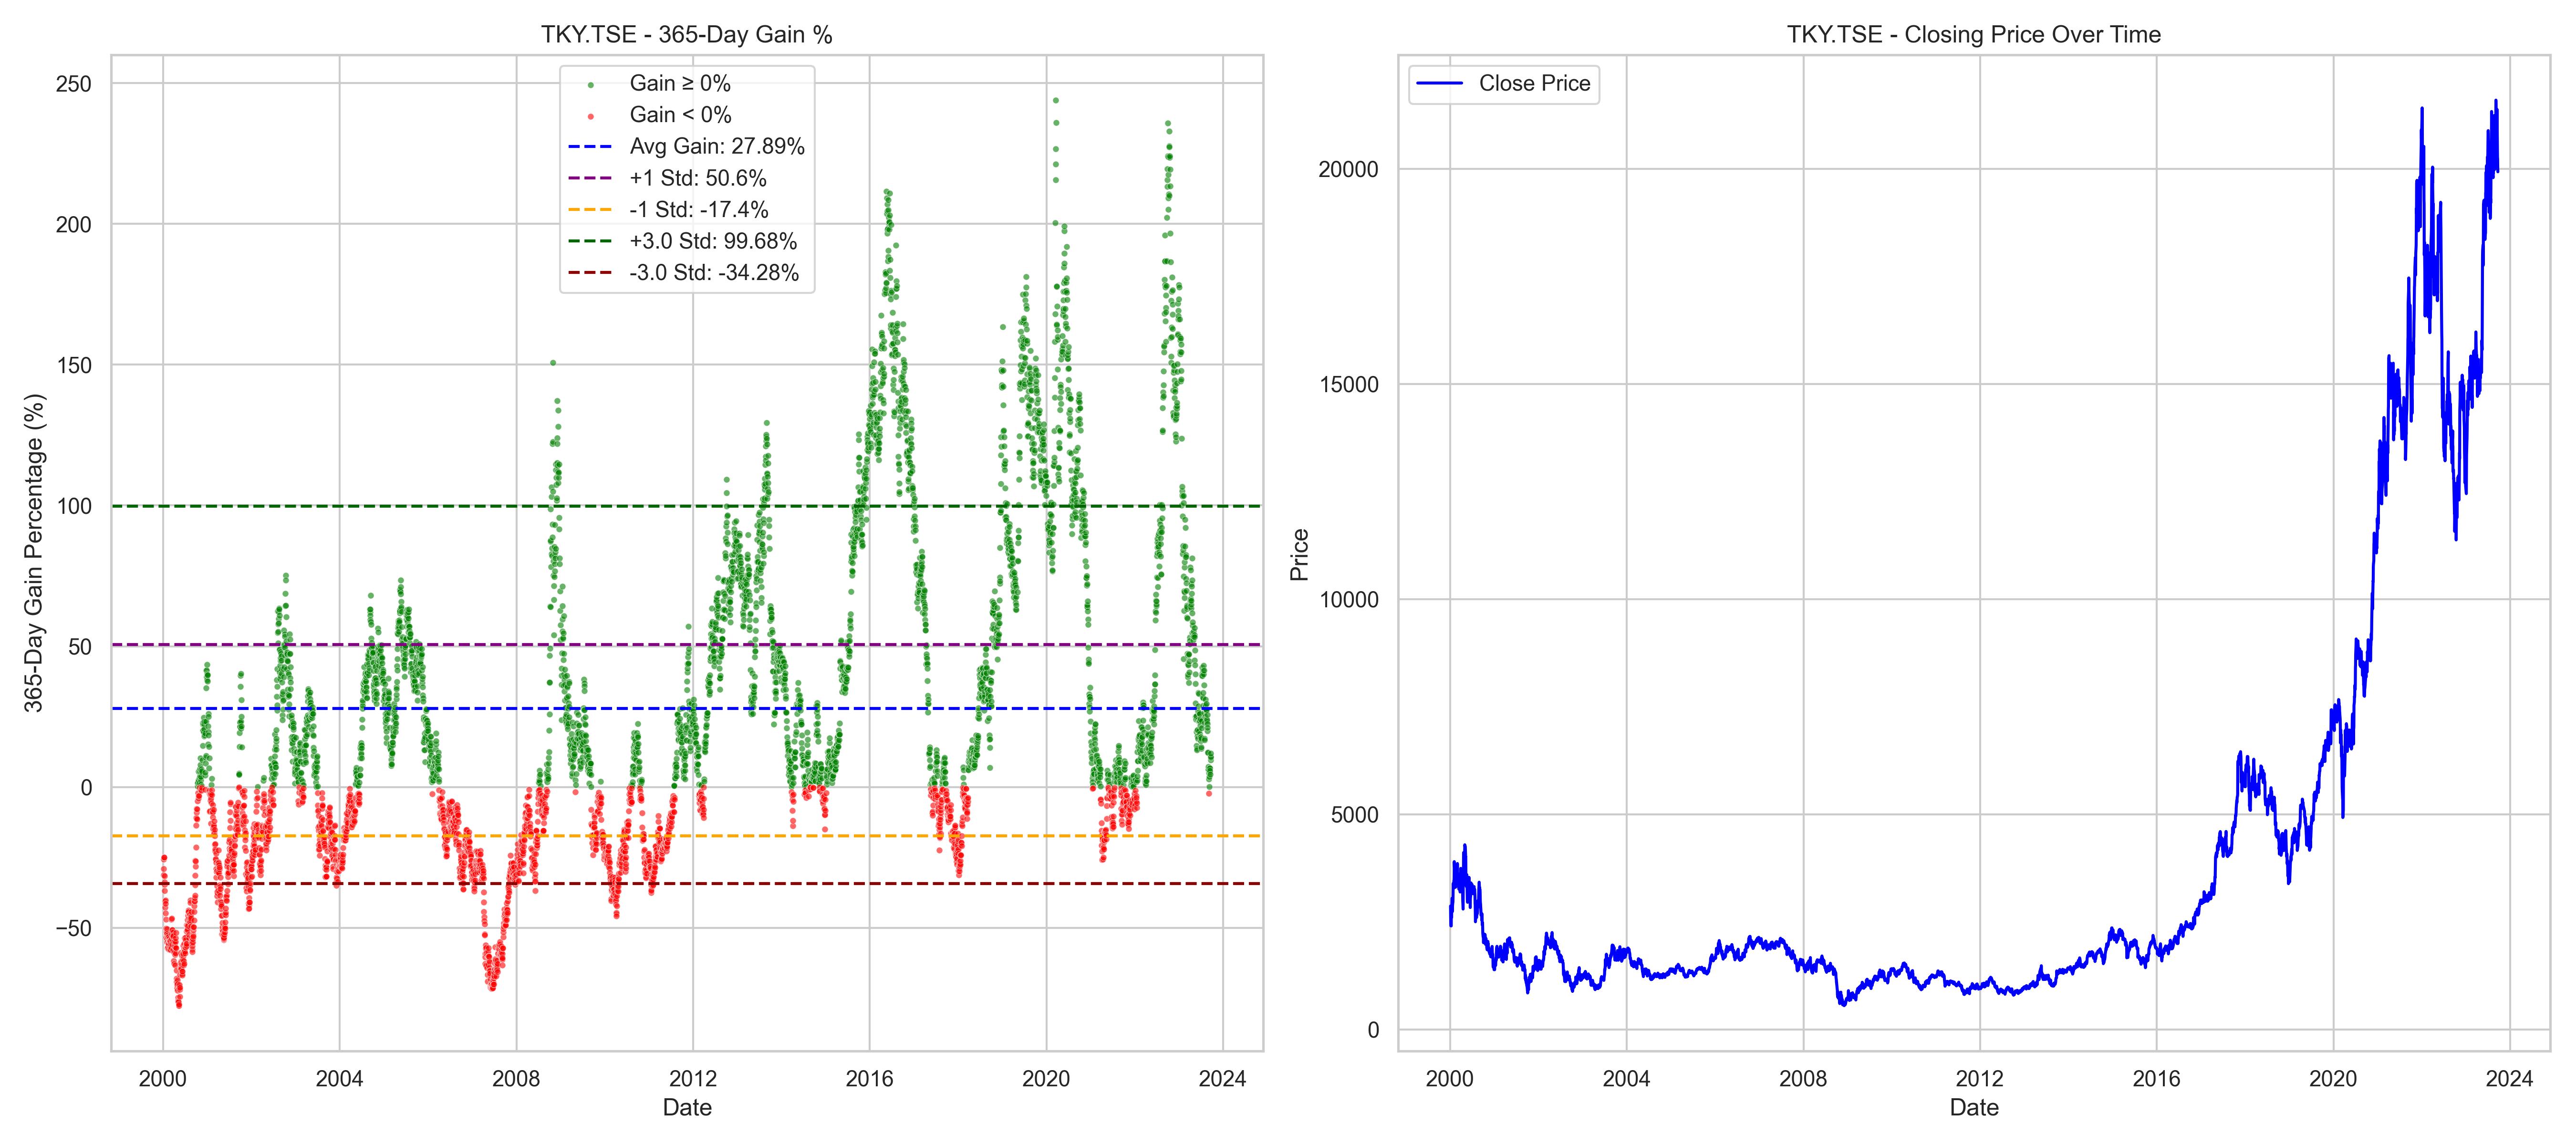 TKY.TSE - 365-Day Gain %
Gain ≥ 0%
Gain < 0%
Avg Gain: 27.89%
+1 Std: 50.6%
-1 Std: -17.4%
+3.0 Std: 99.68%
-3.0 Std: -34.28%
250
200
150
100
50
0
−50
365-Day Gain Percentage (%)
2000 2004 2008 2012 2016 2020 2024
Date
TKY.TSE - Closing Price Over Time
Close Price
20000
15000
10000
5000
0
Price
2000 2004 2008 2012 2016 2020 2024
Date